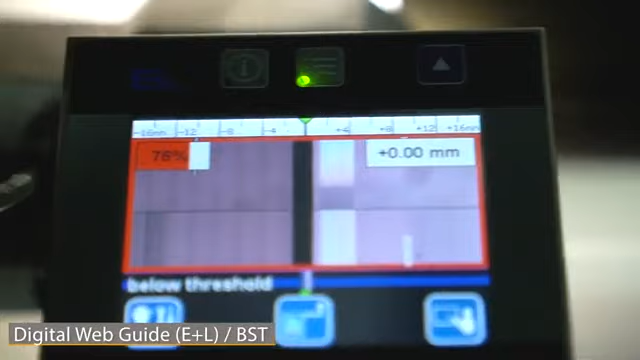 -16mm -12 -8 -4 +4 +8 +12 +16mm
76% +0.00 mm
below threshold
Digital Web Guide (E+L) / BST